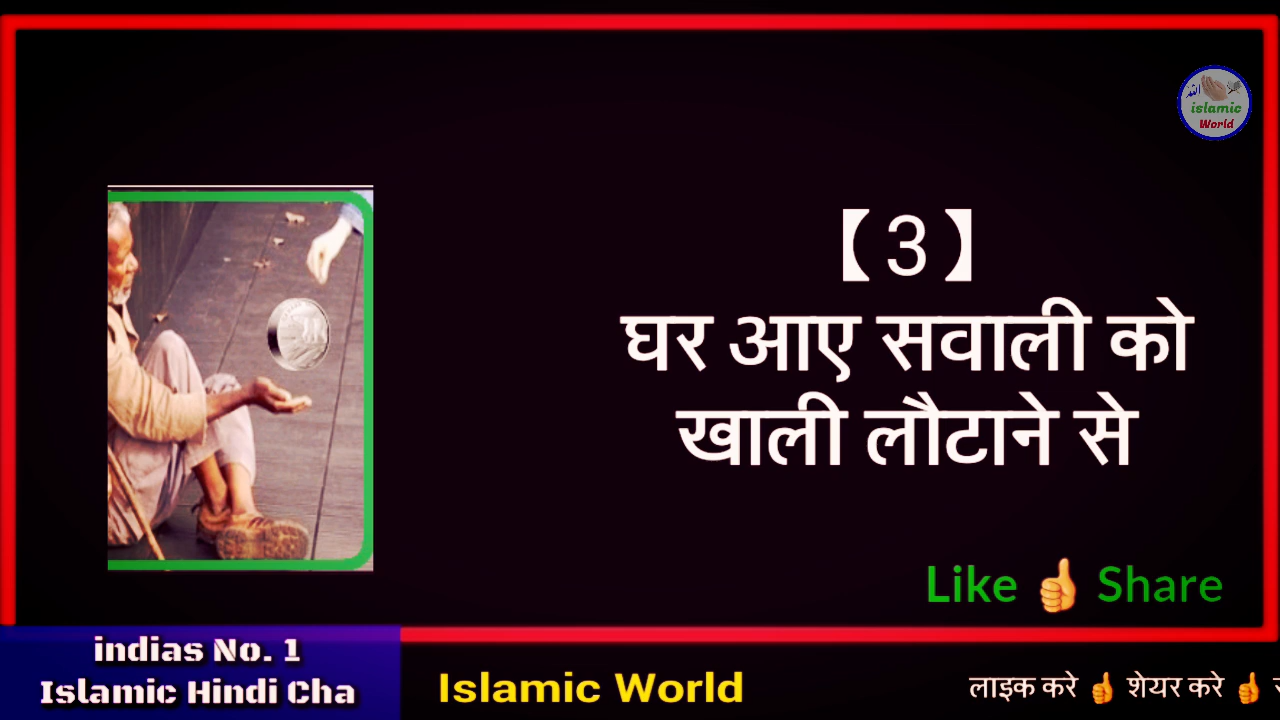 الله
islamic
World
【3】
घर आए सवाली को
खाली लौटाने से
Like 👍 Share
indias No. 1
Islamic Hindi Cha
Islamic World
लाइक करे 👍 शेयर करे 👍